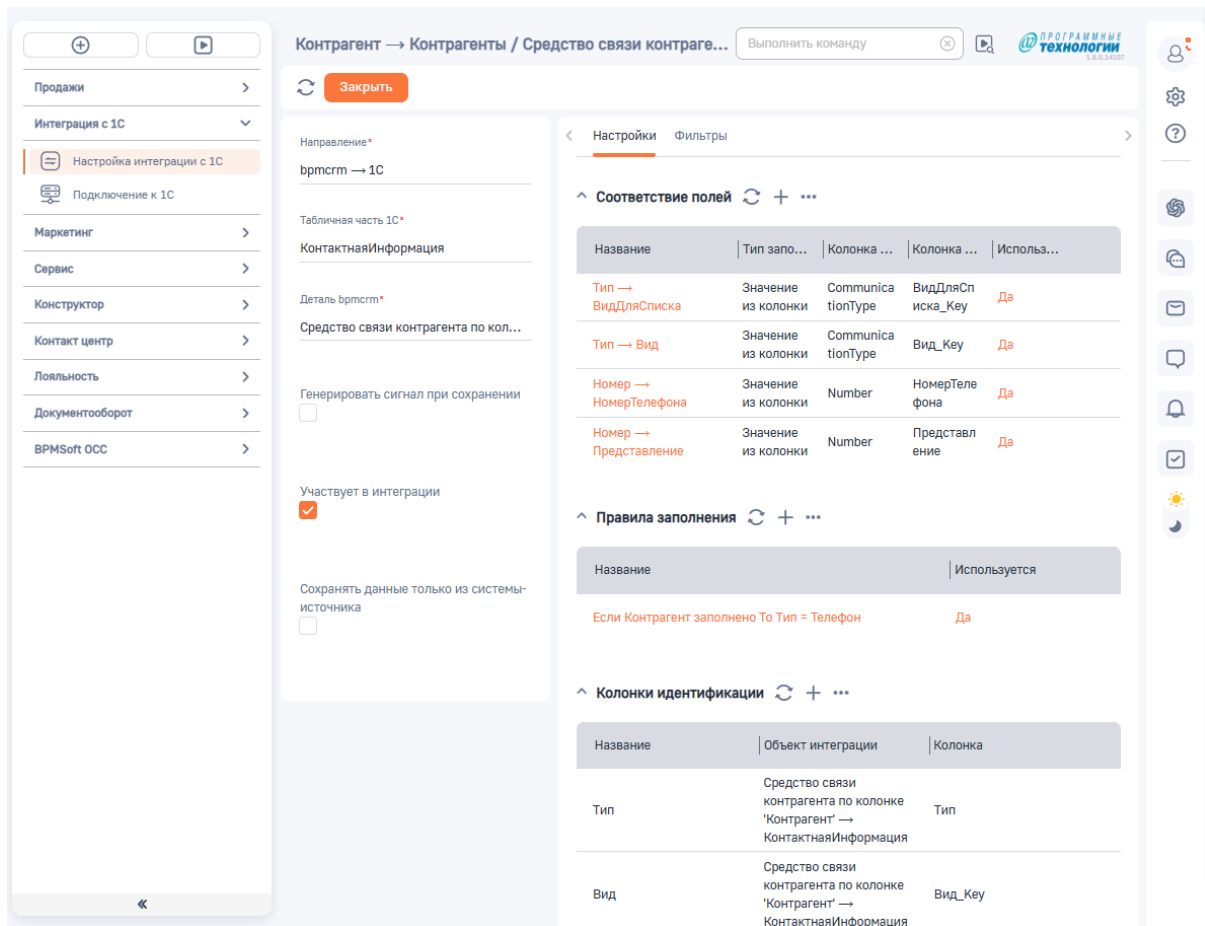 Контрагент → Контрагенты / Средство связи контраге...
Выполнить команду
@ ПРОГРАММНЫЕ
ТЕХНОЛОГИИ
1.8.0.14107
Продажи
Интеграция с 1С
Настройка интеграции с 1С
Подключение к 1С
Маркетинг
Сервис
Конструктор
Контакт центр
Лояльность
Документооборот
BPMSoft ОСС
«
Закрыть
Направление*
bpmcrm → 1С
Табличная часть 1С*
КонтактнаяИнформация
Деталь bpmcrm*
Средство связи контрагента по кол...
Генерировать сигнал при сохранении
Участвует в интеграции
Сохранять данные только из системы-
источника
Настройки Фильтры
Соответствие полей
Название Тип запо... Колонка ... Колонка ... Использ...
Тип → Значение Communica ВидДляСп
ВидДляСписка из колонки tionType иска_Key Да
Значение Communica
Тип → Вид из колонки tionType Вид_Key Да
Номер → Значение Number НомерТеле Да
НомерТелефона из колонки фона
Номер → Значение Number Представл Да
Представление из колонки ение
Правила заполнения
Название Используется
Если Контрагент заполнено То Тип = Телефон Да
Колонки идентификации
Название Объект интеграции Колонка
Средство связи
контрагента по колонке
Тип 'Контрагент' → Тип
КонтактнаяИнформация
Средство связи
контрагента по колонке
Вид 'Контрагент' → Вид_Key
КонтактнаяИнформация